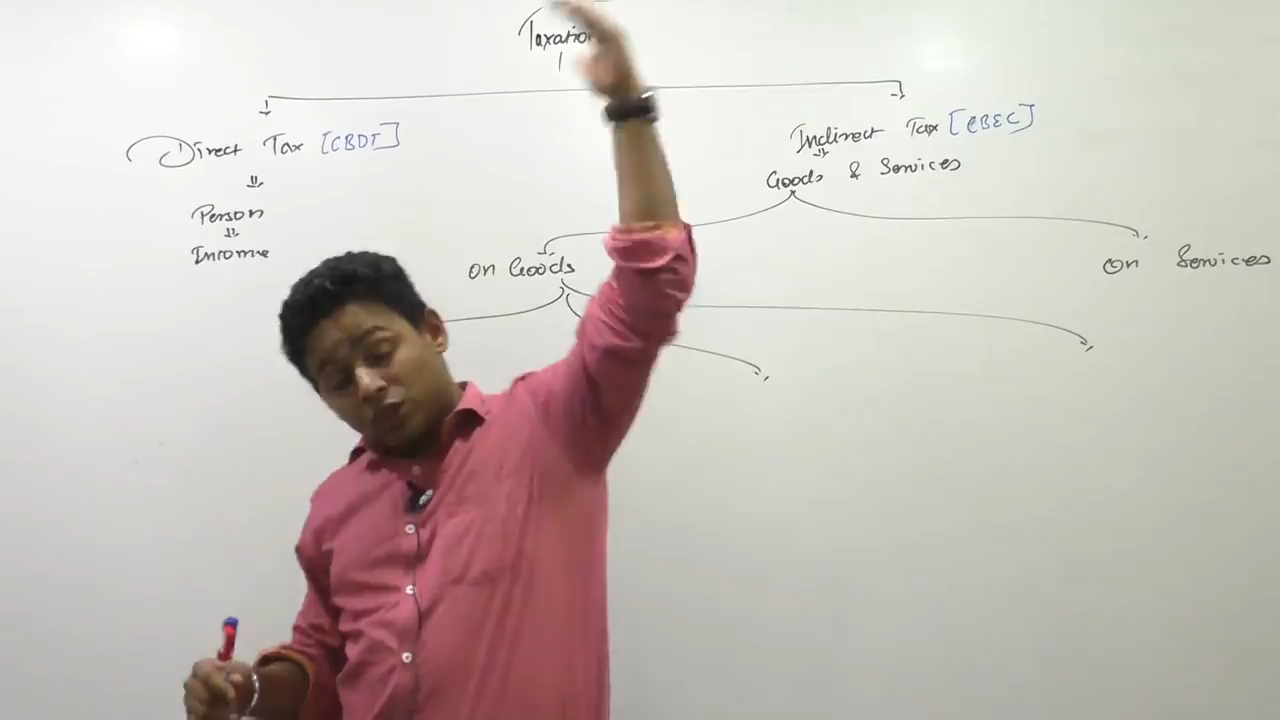 Taxation
Direct Tax [CBDT]
Indirect Tax [CBEC]
Goods & Services
Person
Income
on Goods
on Services